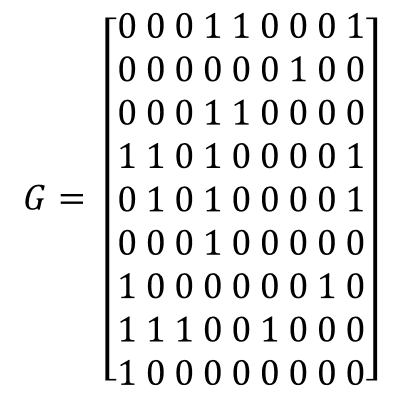 0 0 0 1 1 0 0 0 1
0 0 0 0 0 0 1 0 0
0 0 0 1 1 0 0 0 0
1 1 0 1 0 0 0 0 1
G = 0 1 0 1 0 0 0 0 1
0 0 0 1 0 0 0 0 0
1 0 0 0 0 0 0 1 0
1 1 1 0 0 1 0 0 0
1 0 0 0 0 0 0 0 0